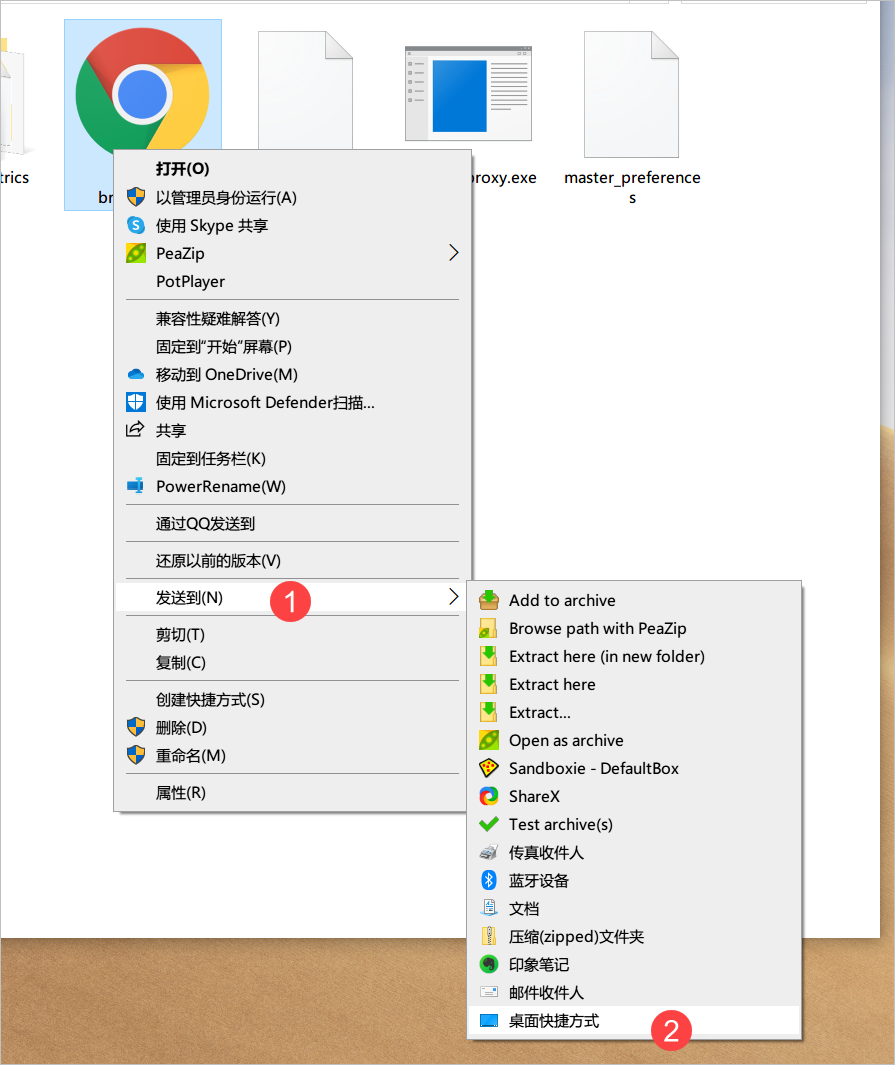 trics
br
proxy.exe
master_preference
s
打开(O)
以管理员身份运行(A)
使用 Skype 共享
PeaZip
PotPlayer
兼容性疑难解答(Y)
固定到“开始”屏幕(P)
移动到 OneDrive(M)
使用 Microsoft Defender扫描...
共享
固定到任务栏(K)
PowerRename(W)
通过QQ发送到
还原以前的版本(V)
发送到(N)
1
剪切(T)
复制(C)
创建快捷方式(S)
删除(D)
重命名(M)
属性(R)
Add to archive
Browse path with PeaZip
Extract here (in new folder)
Extract here
Extract...
Open as archive
Sandboxie - DefaultBox
ShareX
Test archive(s)
传真收件人
蓝牙设备
文档
压缩(zipped)文件夹
印象笔记
邮件收件人
桌面快捷方式
2